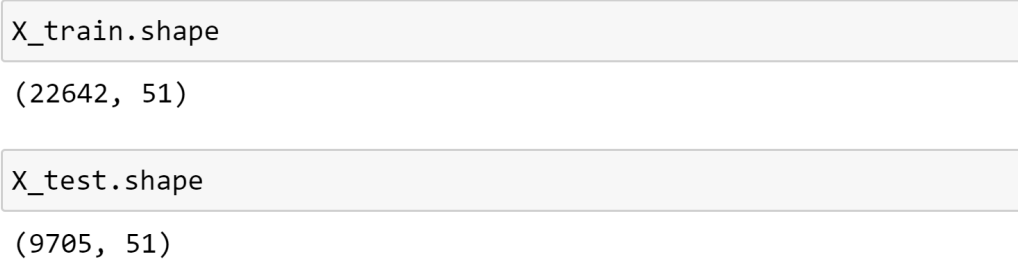 X_train.shape
(22642, 51)
X_test.shape
(9705, 51)